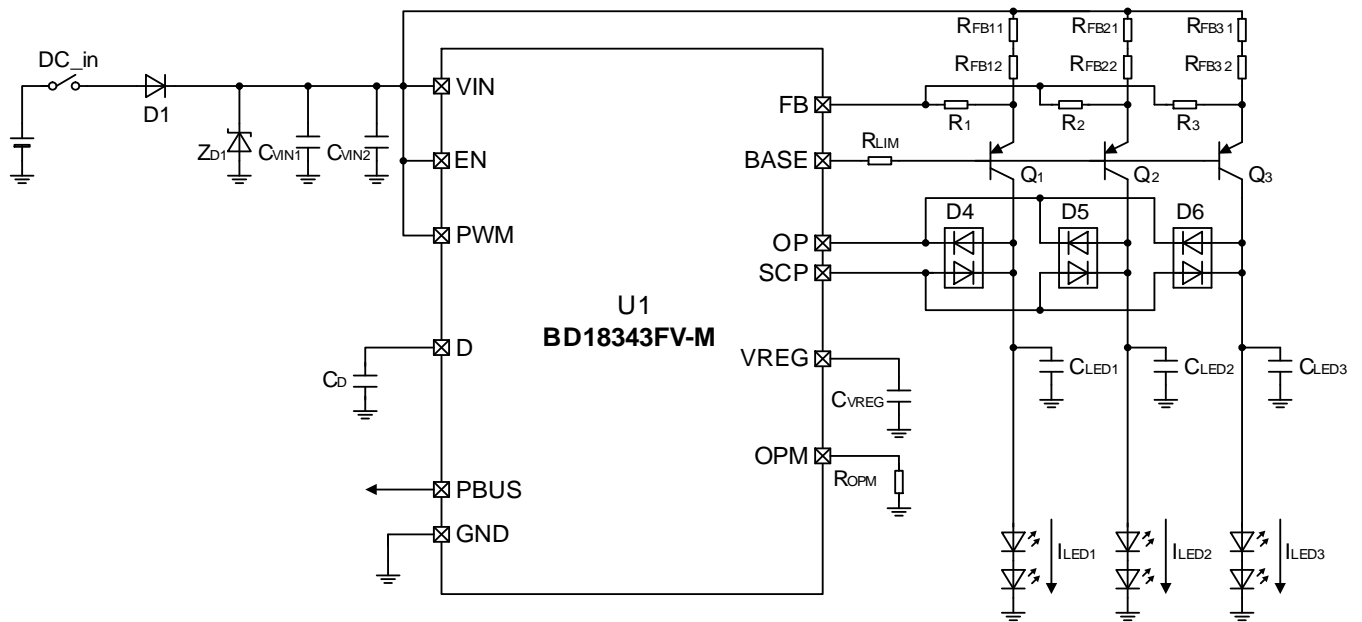 DC_in
D1
ZD1
CVIN1
CVIN2
VIN
EN
PWM
D
CD
PBUS
GND
U1
BD18343FV-M
FB
BASE
OP
SCP
VREG
OPM
RLIM
CVREG
ROPM
RFB11
RFB21
RFB31
RFB12
RFB22
RFB32
R1
R2
R3
Q1
Q2
Q3
D4
D5
D6
CLED1
CLED2
CLED3
ILED1
ILED2
ILED3